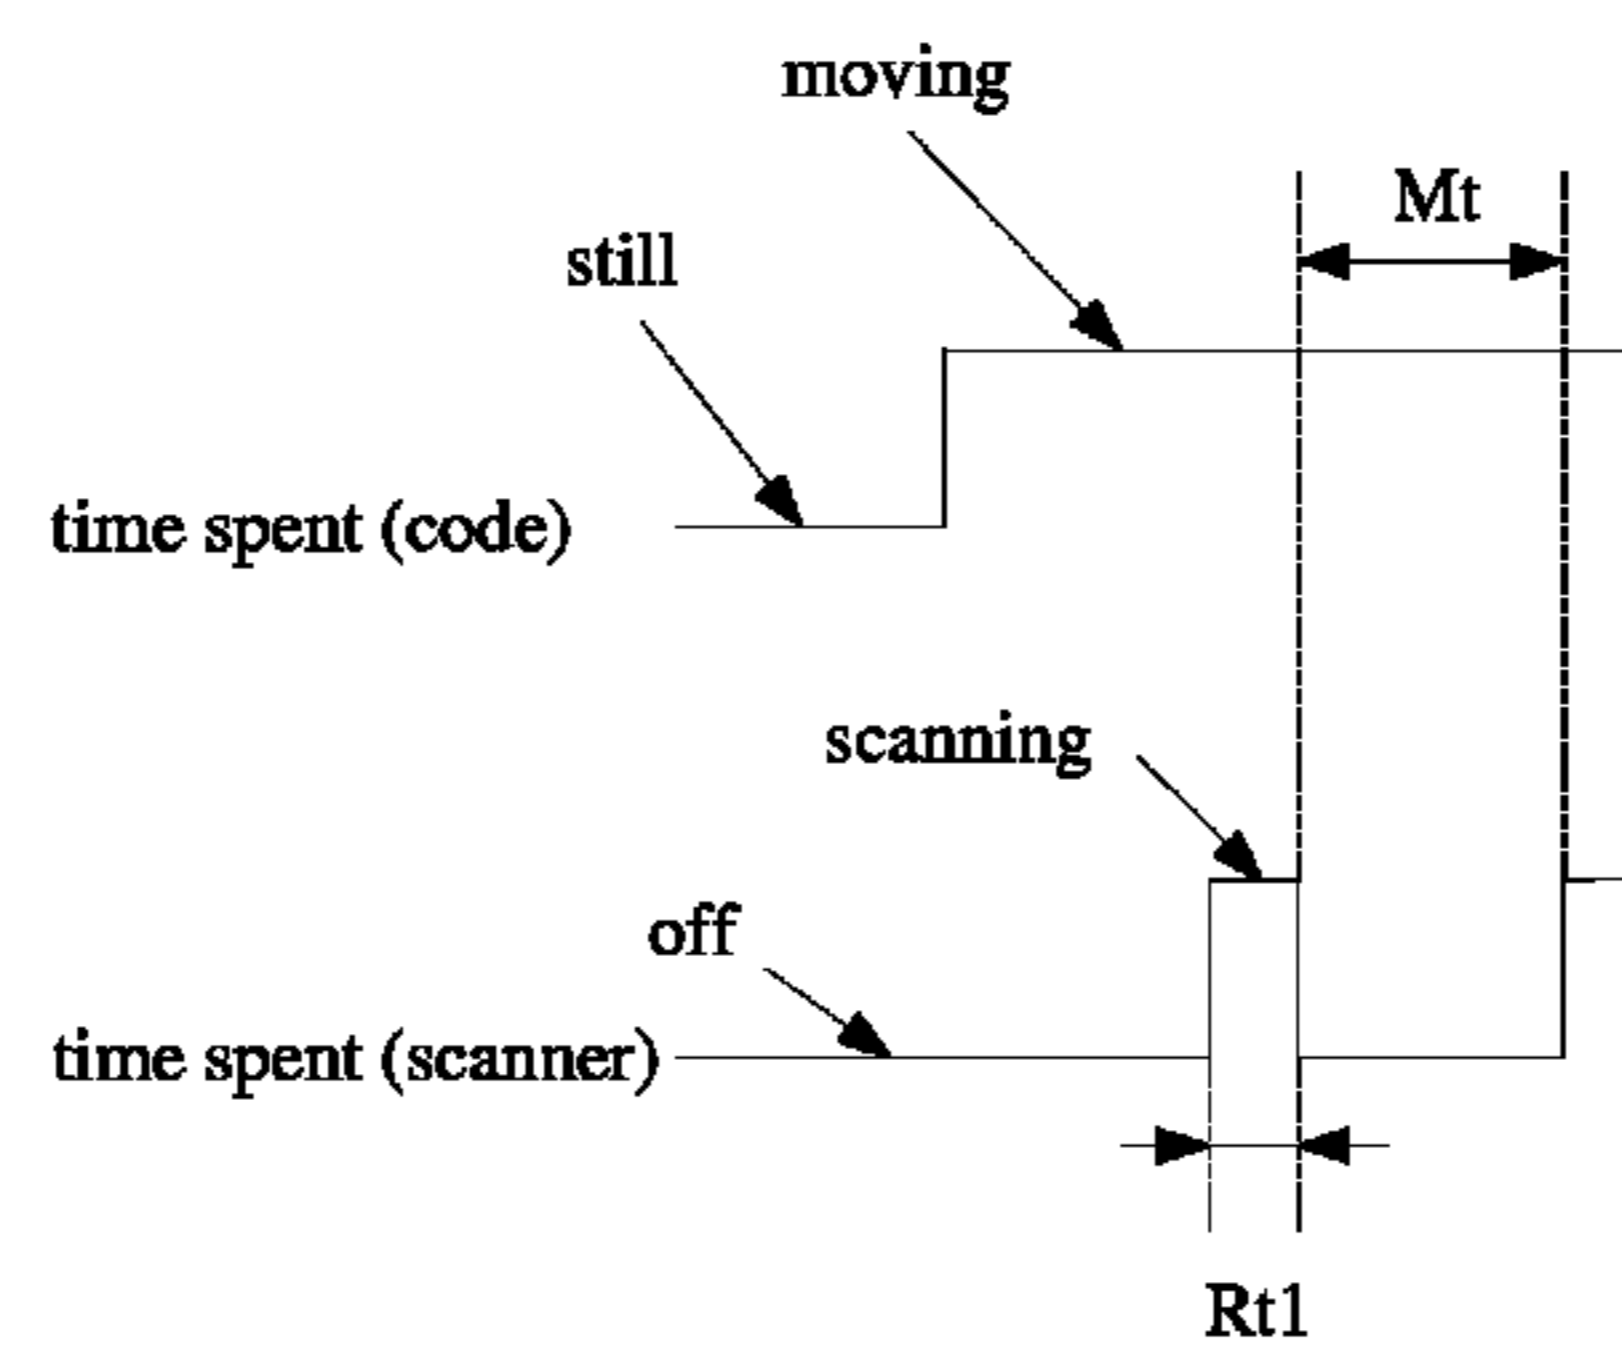 moving
Mt
still
time spent (code)
scanning
off
time spent (scanner)
Rt1